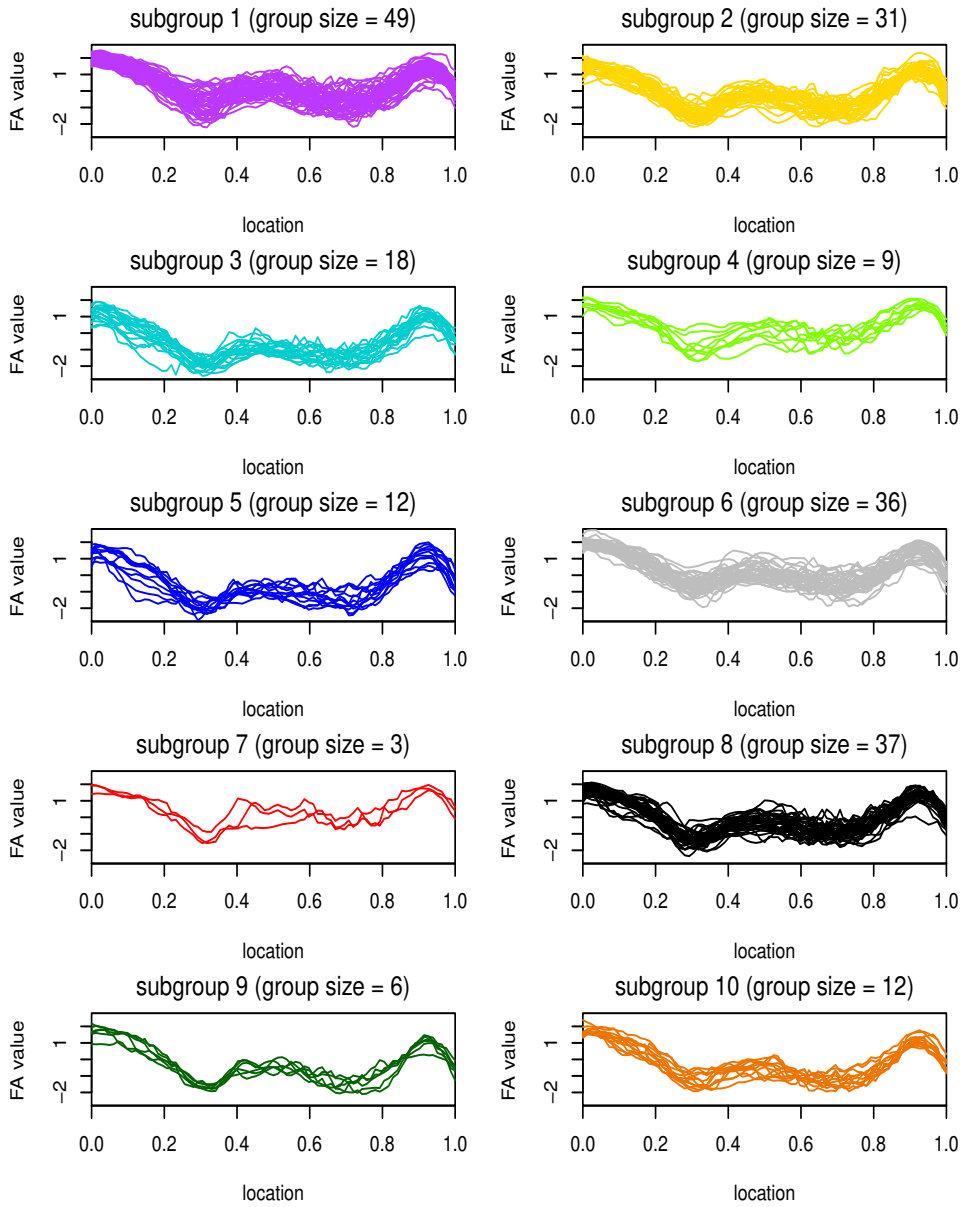 subgroup 1 (group size = 49)
FA value
1
−2
0.0 0.2 0.4 0.6 0.8 1.0
location
subgroup 2 (group size = 31)
FA value
1
−2
0.0 0.2 0.4 0.6 0.8 1.0
location
subgroup 3 (group size = 18)
FA value
1
−2
0.0 0.2 0.4 0.6 0.8 1.0
location
subgroup 4 (group size = 9)
FA value
1
−2
0.0 0.2 0.4 0.6 0.8 1.0
location
subgroup 5 (group size = 12)
FA value
1
−2
0.0 0.2 0.4 0.6 0.8 1.0
location
subgroup 6 (group size = 36)
FA value
1
−2
0.0 0.2 0.4 0.6 0.8 1.0
location
subgroup 7 (group size = 3)
FA value
1
−2
0.0 0.2 0.4 0.6 0.8 1.0
location
subgroup 8 (group size = 37)
FA value
1
−2
0.0 0.2 0.4 0.6 0.8 1.0
location
subgroup 9 (group size = 6)
FA value
1
−2
0.0 0.2 0.4 0.6 0.8 1.0
location
subgroup 10 (group size = 12)
FA value
1
−2
0.0 0.2 0.4 0.6 0.8 1.0
location